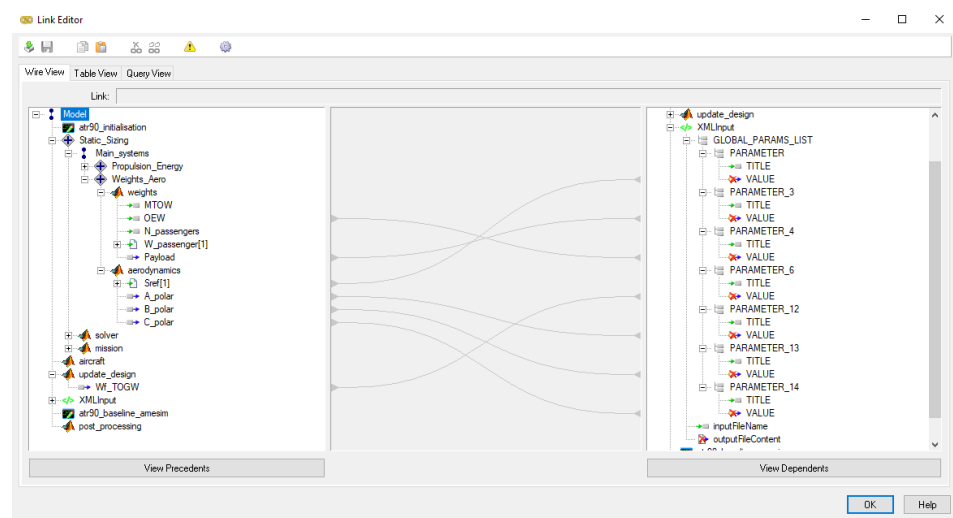 Link Editor
Wire View Table View Query View
Link:
Model
atr90_initialisation
Static_Sizing
Main_systems
Propulsion_Energy
Weights_Aero
weights
MTOW
OEW
N_passengers
W_passenger[1]
Payload
aerodynamics
Sref[1]
A_polar
B_polar
C_polar
solver
mission
aircraft
update_design
WF_TOGW
XMLInput
atr90_baseline_amesim
post_processing
View Precedents
update_design
XMLInput
GLOBAL_PARAMS_LIST
PARAMETER
TITLE
VALUE
PARAMETER_3
TITLE
VALUE
PARAMETER_4
TITLE
VALUE
PARAMETER_6
TITLE
VALUE
PARAMETER_12
TITLE
VALUE
PARAMETER_13
TITLE
VALUE
PARAMETER_14
TITLE
VALUE
inputFileName
outputFileContent
View Dependents
OK Help